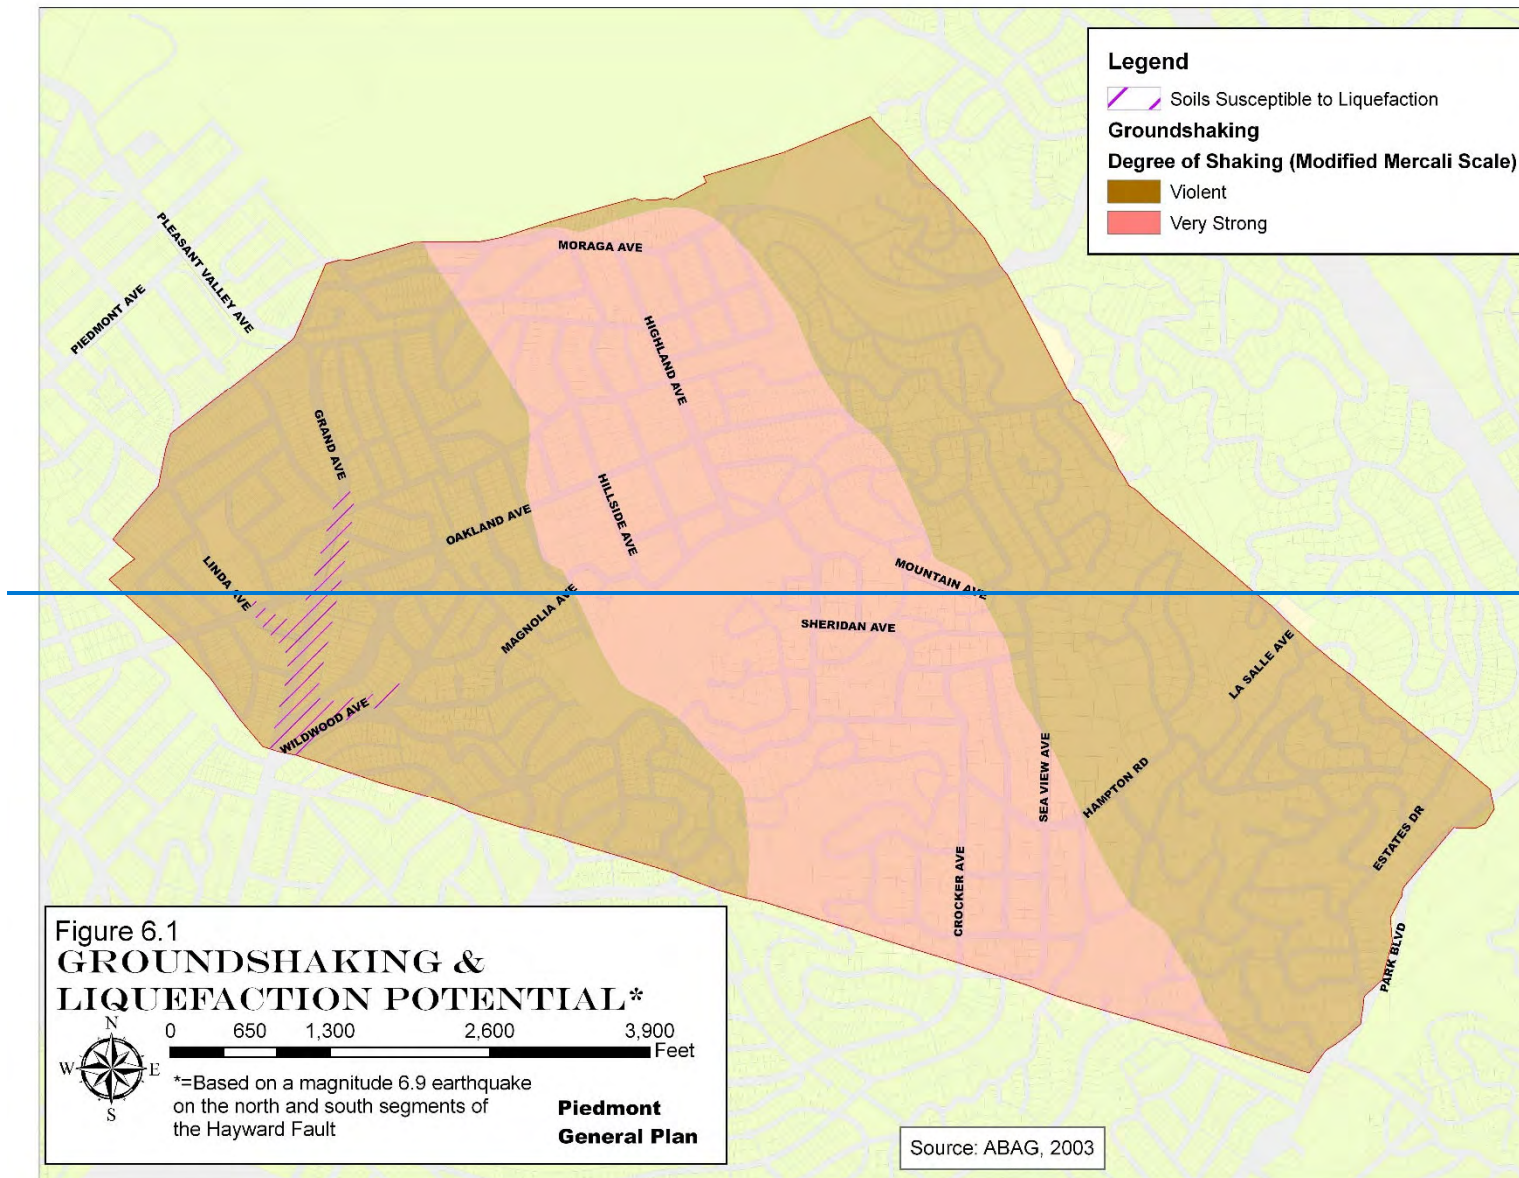 Legend
Soils Susceptible to Liquefaction
Groundshaking
Degree of Shaking (Modified Mercali Scale)
Violent
Very Strong
MORAGA AVE
PLEASANT VALLEY AVE
PIEDMONT AVE
HIGHLAND AVE
GRAND AVE
HILLSIDE AVE
OAKLAND AVE
LINDA AVE
MAGNOLIA AVE
MOUNTAIN AVE
SHERIDAN AVE
LA SALLE AVE
WILDWOOD AVE
SEA VIEW AVE
HAMPTON RD
ESTATES DR
CROCKER AVE
PARK BLVD
Figure 6.1
GROUNDSHAKING &
LIQUEFACTION POTENTIAL*
N
W
E
S
0 650 1,300 2,600 3,900
Feet
*=Based on a magnitude 6.9 earthquake
on the north and south segments of
the Hayward Fault
Piedmont
General Plan
Source: ABAG, 2003